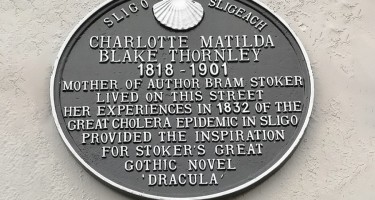 SLIGO SLIGEACH
CHARLOTTE MATILDA
BLAKE THORNLEY
1818 - 1901
MOTHER OF AUTHOR BRAM STOKER
LIVED ON THIS STREET
HER EXPERIENCES IN 1832 OF THE
GREAT CHOLERA EPIDEMIC IN SLIGO
PROVIDED THE INSPIRATION
FOR STOKER'S GREAT
GOTHIC NOVEL
'DRACULA'